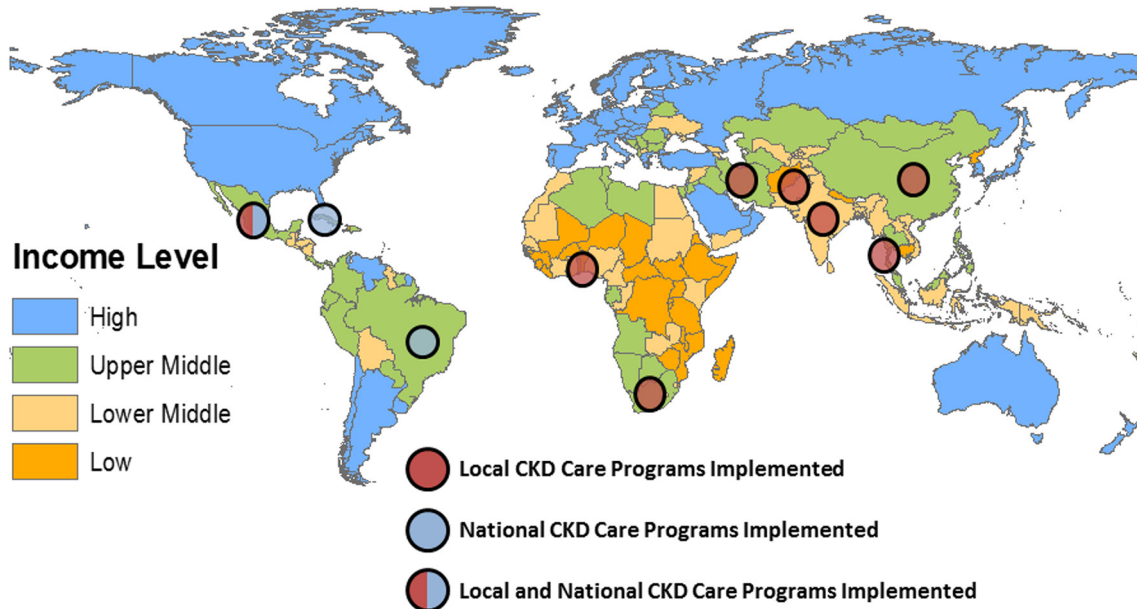 Income Level
High
Upper Middle
Lower Middle
Low
Local CKD Care Programs Implemented
National CKD Care Programs Implemented
Local and National CKD Care Programs Implemented